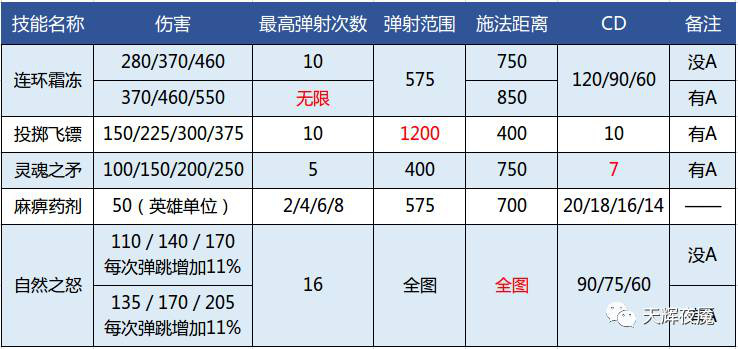 技能名称 伤害 最高弹射次数 弹射范围 施法距离 CD 备注
连环霜冻 280/370/460 10 575 750 120/90/60 没A
370/460/550 无限 850 有A
投掷飞镖 150/225/300/375 10 1200 400 10 有A
灵魂之矛 100/150/200/250 5 400 750 7 有A
麻痹药剂 50（英雄单位） 2/4/6/8 575 700 20/18/16/14 ——
自然之怒 110 / 140 / 170 16 全图 全图 90/75/60 没A
每次弹跳增加11%
135 / 170 / 205
每次弹跳增加11% A
天辉夜魇